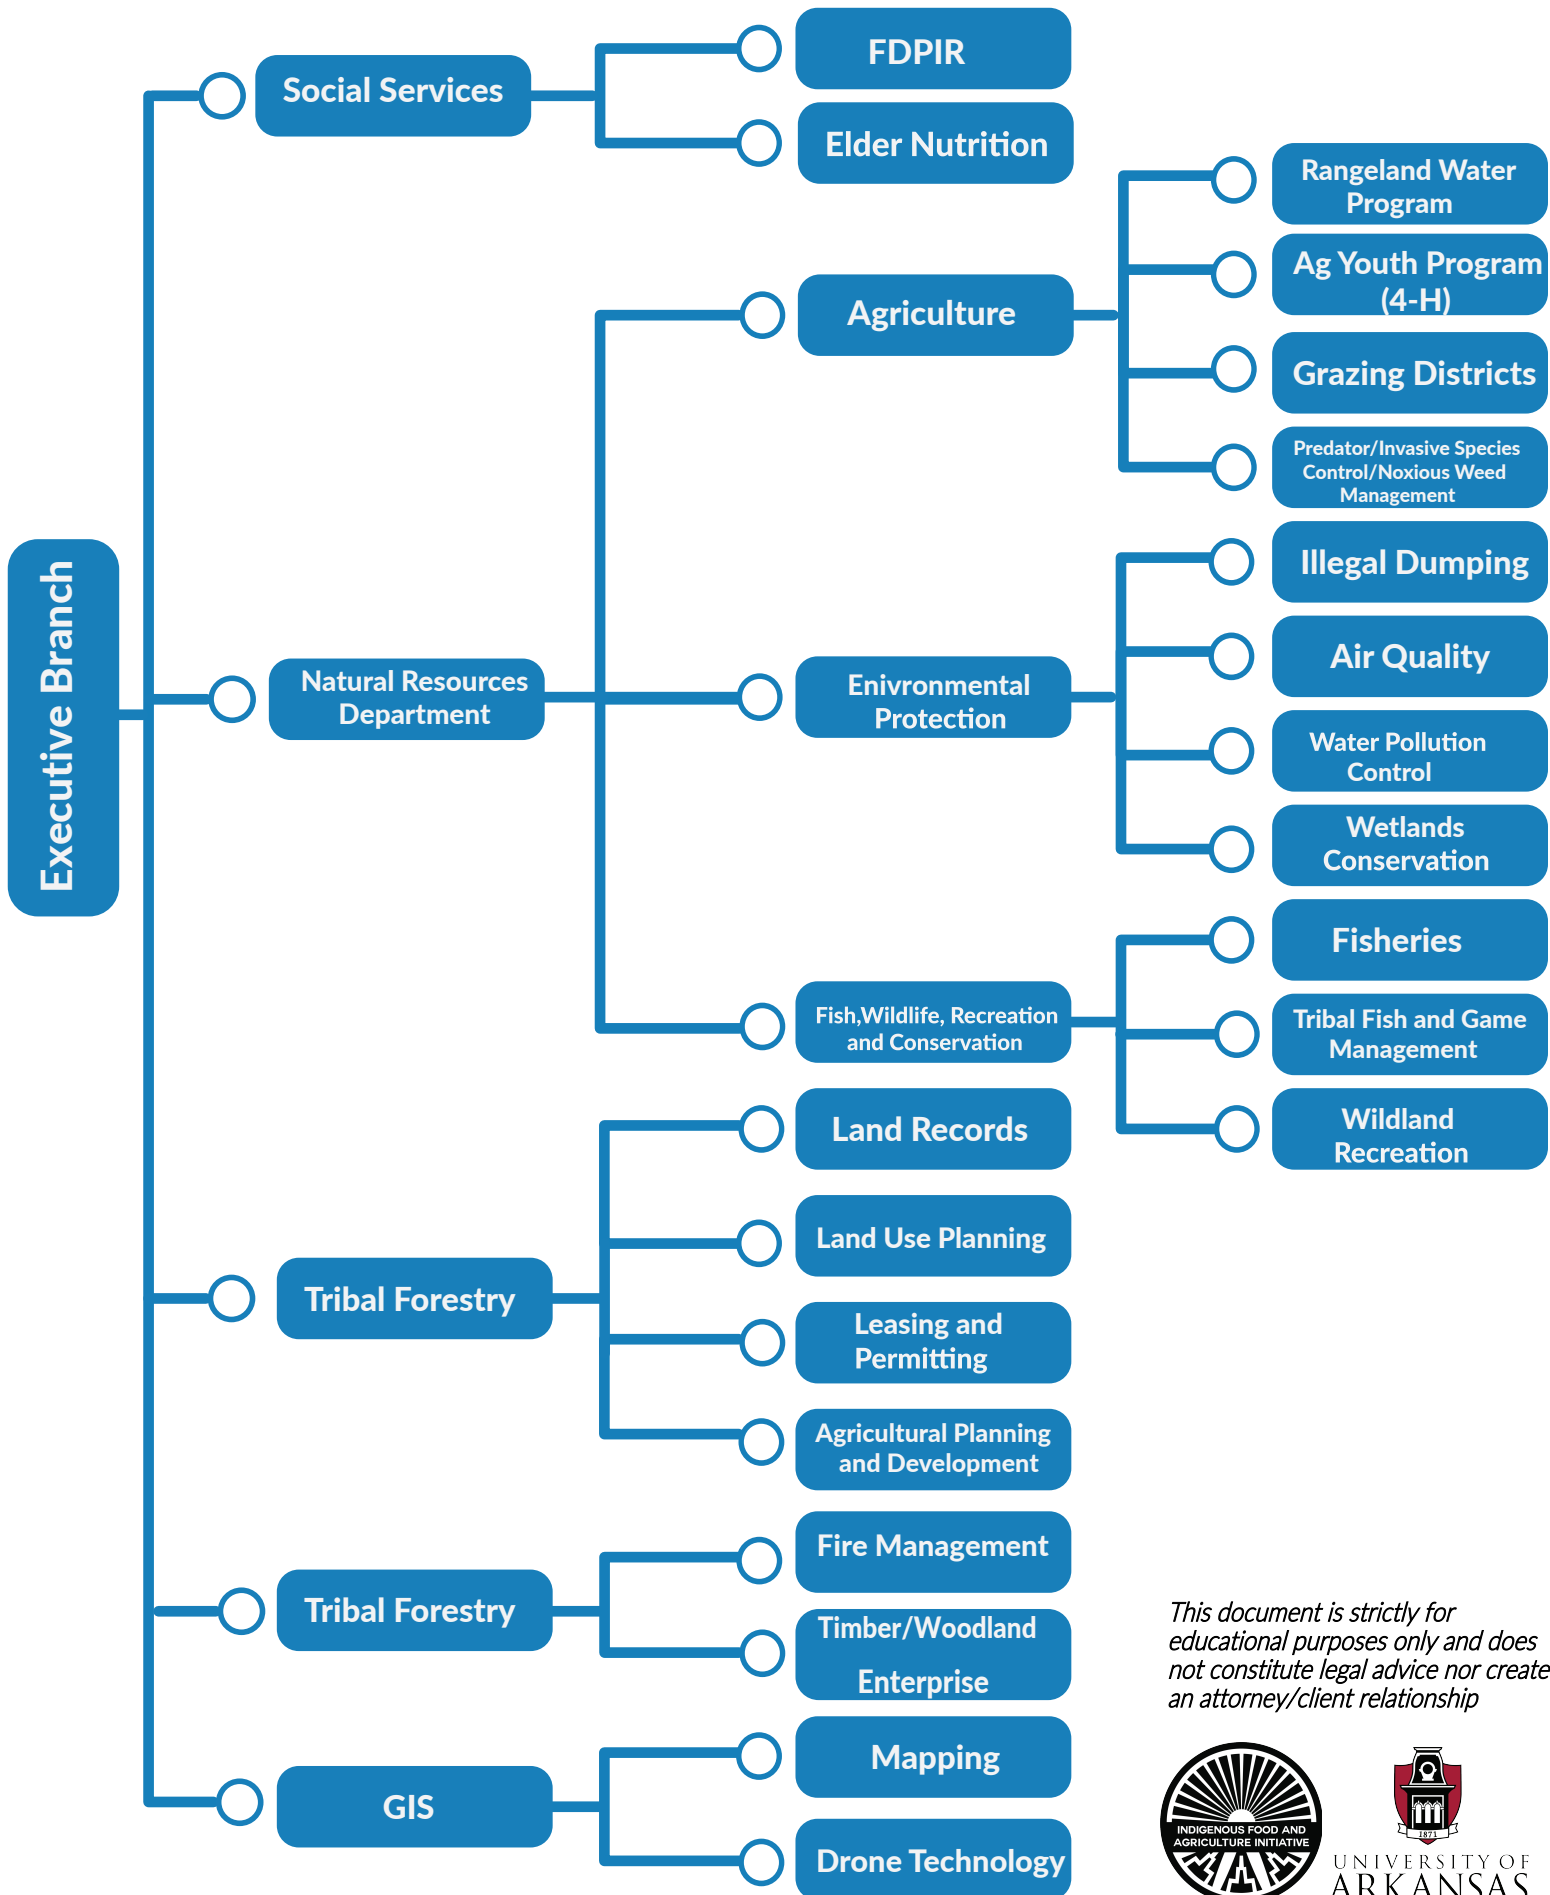 Executive Branch
Social Services
FDPIR
Elder Nutrition
Natural Resources
Department
Agriculture
Rangeland Water
Program
Ag Youth Program
(4-H)
Grazing Districts
Predator/Invasive Species
Control/Noxious Weed
Management
Enivronmental
Protection
Illegal Dumping
Air Quality
Water Pollution
Control
Wetlands
Conservation
Fish,Wildlife, Recreation
and Conservation
Fisheries
Tribal Fish and Game
Management
Wildland
Recreation
Tribal Forestry
Land Records
Land Use Planning
Leasing and
Permitting
Agricultural Planning
and Development
Tribal Forestry
Fire Management
Timber/Woodland
Enterprise
GIS
Mapping
Drone Technology
This document is strictly for
educational purposes only and does
not constitute legal advice nor create
an attorney/client relationship
INDIGENOUS FOOD AND
AGRICULTURE INITIATIVE
1871
UNIVERSITY OF
ARKANSAS